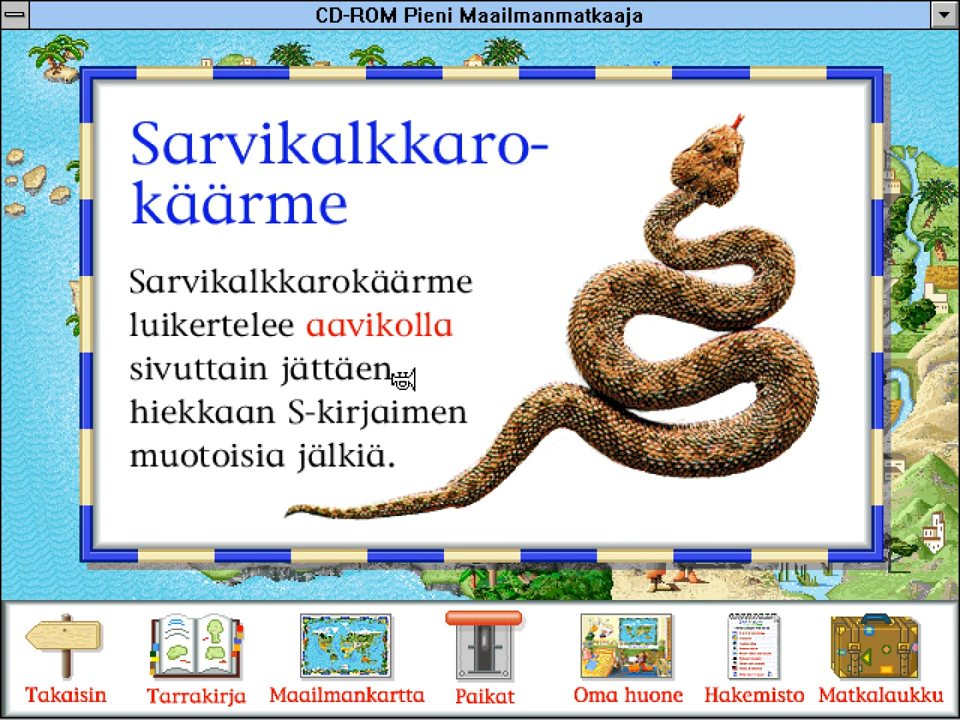 CD-ROM Pieni Maailmanmatkaaja
Sarvikalkkaro-
käärme
Sarvikalkkarokäärme
luikertelee aavikolla
sivuttain jättäen
hiekkaan S-kirjaimen
muotoisia jälkiä.
Takaisin
Tarrakirja
Maailmankartta
Paikat
Oma huone
Hakemisto
Matkalaukku